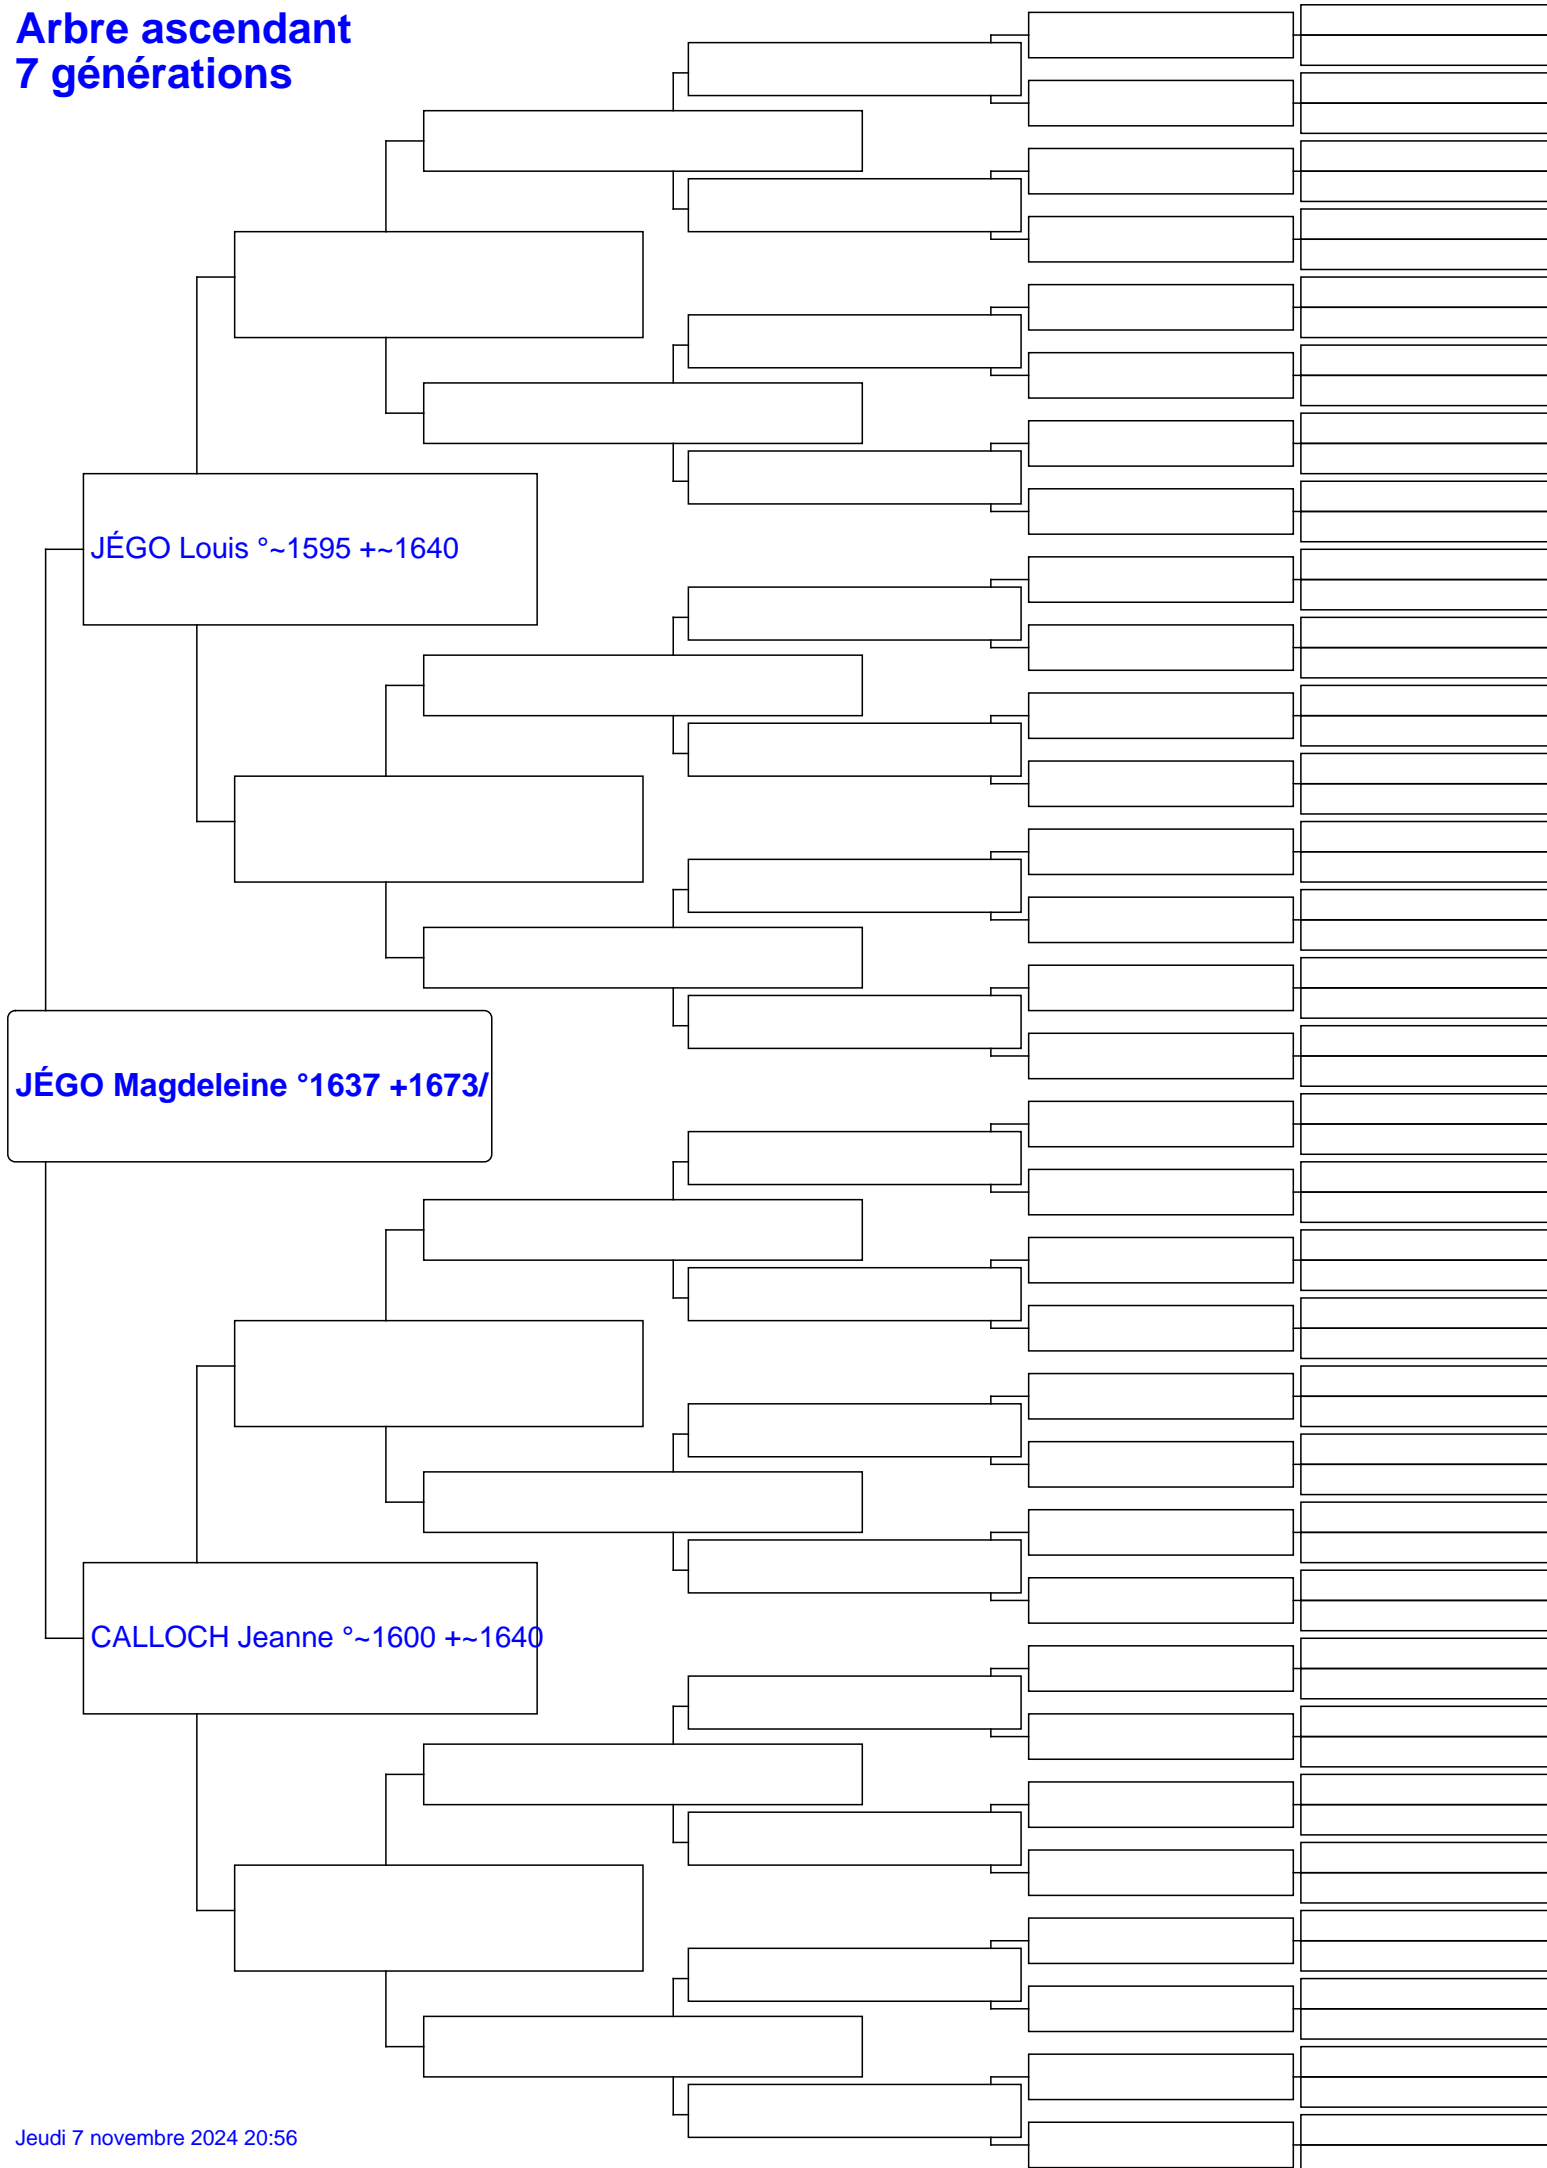 Arbre ascendant
7 générations
JÉGO Louis °~1595 +~1640
JÉGO Magdeleine °1637 +1673/
CALLOCH Jeanne °~1600 +~1640
Jeudi 7 novembre 2024 20:56